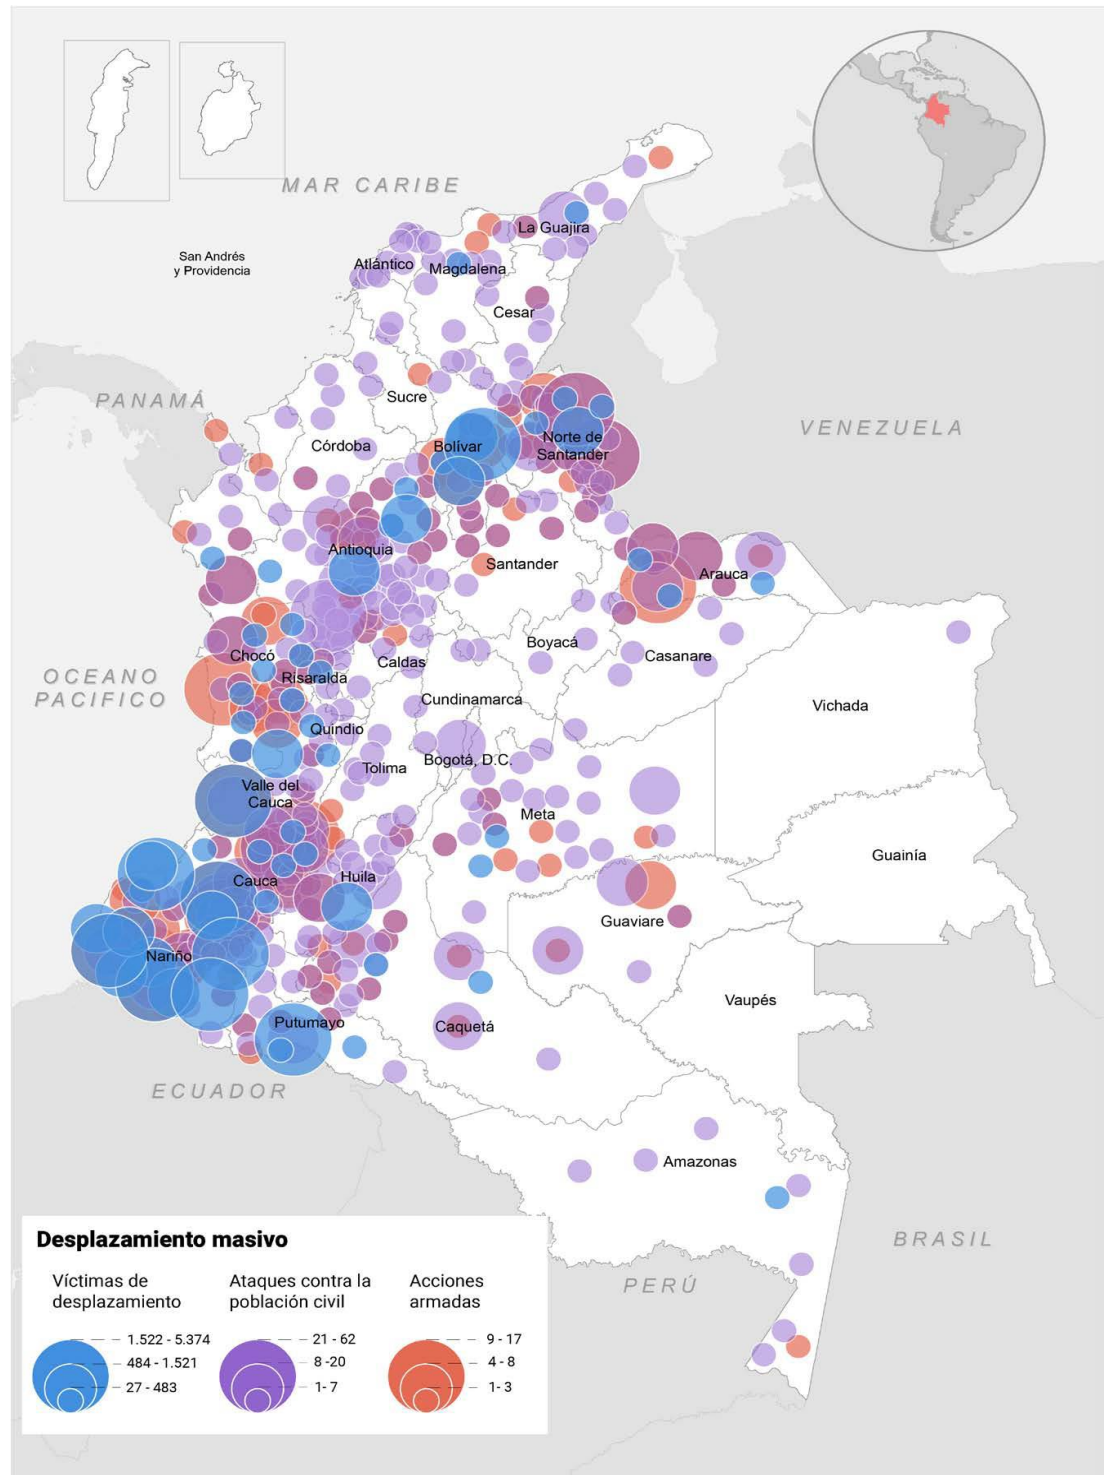 MAR CARIBE
San Andrés
y Providencia
La Guajira
Atlántico
Magdalena
Cesar
PANAMÁ
Sucre
VENEZUELA
Córdoba
Bolívar
Norte de
Santander
Antioquia
Santander
Arauca
Boyacá
Chocó
Caldas
Casanare
OCEANO
PACIFICO
Risaralda
Cundinamarca
Vichada
Quindio
Bogotá, D.C.
Tolima
Valle del
Cauca
Meta
Guainía
Cauca
Huila
Guaviare
Nariño
Vaupés
Putumayo
Caquetá
ECUADOR
Amazonas
BRASIL
PERÚ
Desplazamiento masivo
Víctimas de
desplazamiento
1.522 - 5.374
484 - 1.521
27 - 483
Ataques contra la
población civil
21 - 62
8 -20
1- 7
Acciones
armadas
9 - 17
4 - 8
1- 3